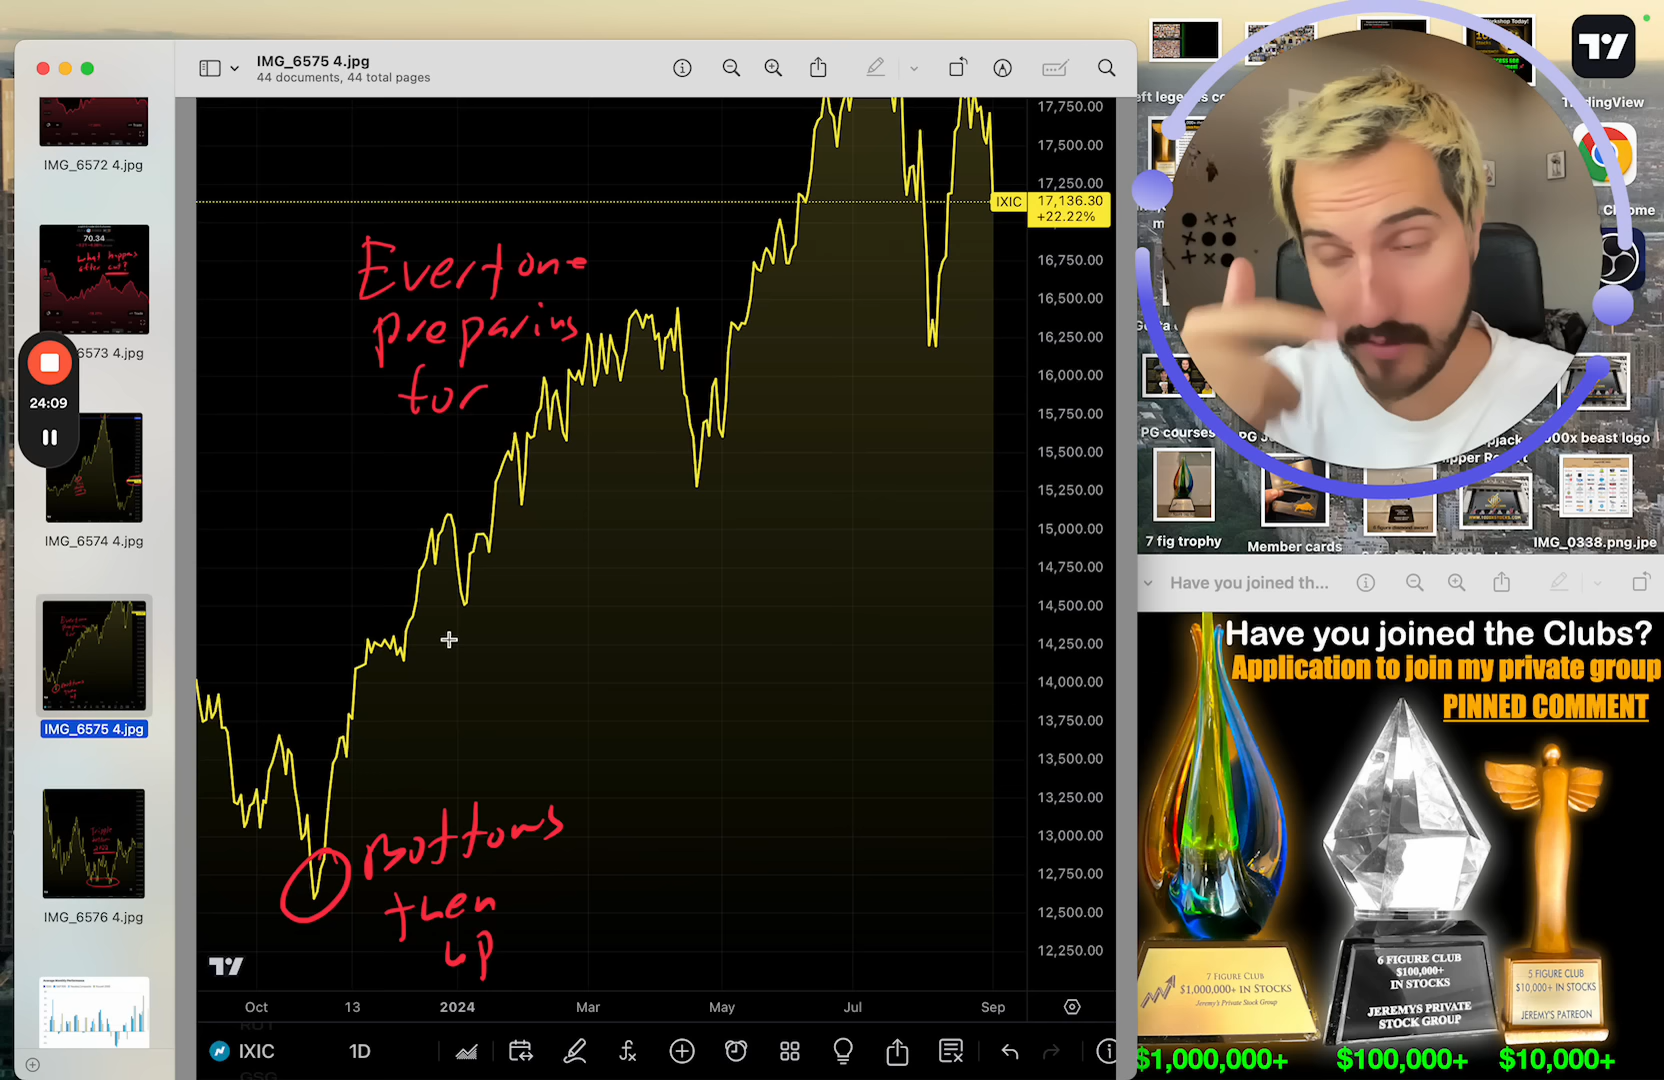 IMG_6575 4.jpg
44 documents, 44 total pages
IMG_6572 4.jpg
70.34
What happens
after cut?
6573 4.jpg
24:09
IMG_6574 4.jpg
IMG_6575 4.jpg
IMG_6576 4.jpg
Everyone
preparing
for
Bottoms
then
up
17,750.00
17,500.00
17,250.00
IXIC
17,136.30
+22.22%
16,750.00
16,500.00
16,250.00
16,000.00
15,750.00
15,500.00
15,250.00
15,000.00
14,750.00
14,500.00
14,250.00
14,000.00
13,750.00
13,500.00
13,250.00
13,000.00
12,750.00
12,500.00
12,250.00
Oct
13
2024
Mar
May
Jul
Sep
IXIC
1D
TradingView
Chrome
PG courses
000x beast logo
7 fig trophy
Member cards
IMG_0338.png.jpe
Have you joined th...
Have you joined the Clubs?
Application to join my private group
PINNED COMMENT
7 FIGURE CLUB
$1,000,000+ IN STOCKS
Jeremy's Private Stock Group
6 FIGURE CLUB
$100,000+
IN STOCKS
JEREMY'S PRIVATE
STOCK GROUP
5 FIGURE CLUB
$10,000+ IN STOCKS
JEREMY'S PATREON
$1,000,000+
$100,000+
$10,000+